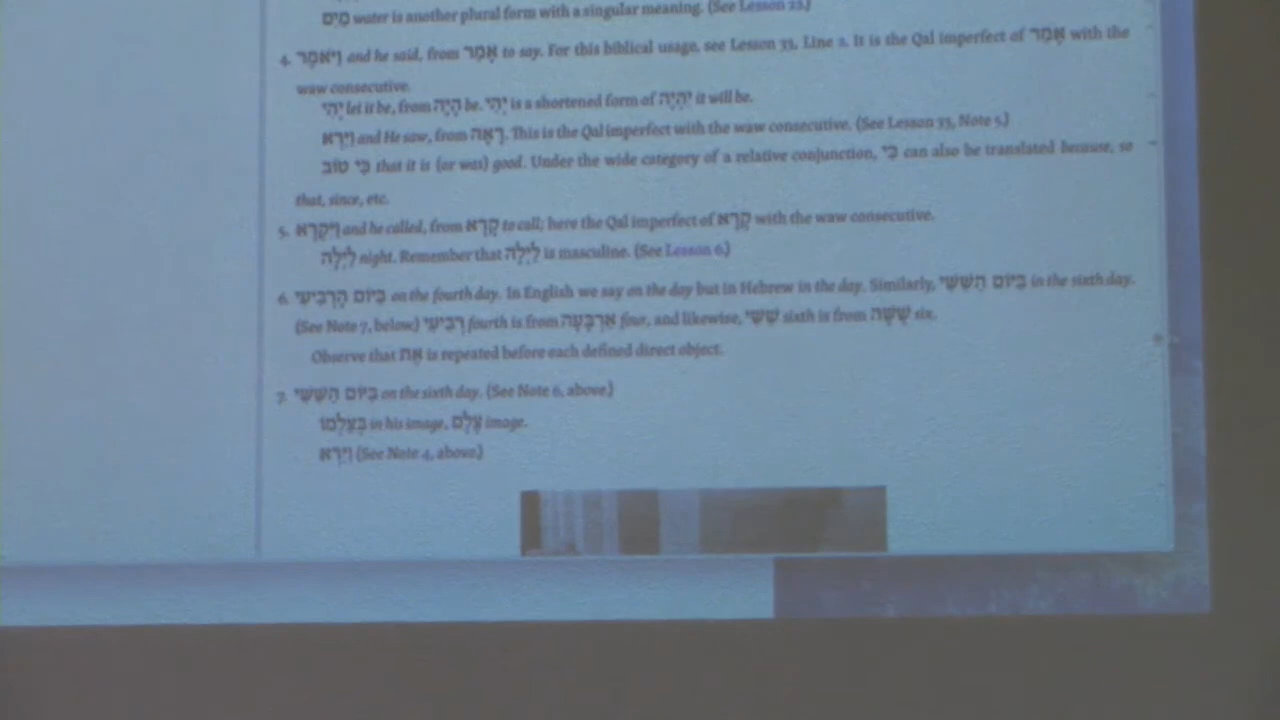 מַיִם water is another plural form with a singular meaning. (See Lesson 22.)
4. וַיֹּאמֶר and he said, from אָמַר to say. For this biblical usage, see Lesson 33, Line 2. It is the Qal imperfect of אָמַר with the
waw consecutive.
יְהִי let it be, from הָיָה be. יְהִי is a shortened form of יִהְיֶה it will be.
וַיַּרְא and He saw, from רָאָה. This is the Qal imperfect with the waw consecutive. (See Lesson 33, Note 5.)
כִּי טוֹב that it is (or was) good. Under the wide category of a relative conjunction, כִּי can also be translated because, so
that, since, etc.
5. וַיִּקְרָא and he called, from קָרָא to call; here the Qal imperfect of קָרָא with the waw consecutive.
לַיְלָה night. Remember that לַיְלָה is masculine. (See Lesson 6.)
6. בַּיּוֹם הָרְבִיעִי on the fourth day. In English we say on the day but in Hebrew in the day. Similarly, בַּיּוֹם הַשִּׁשִּׁי in the sixth day.
(See Note 7, below) רְבִיעִי fourth is from אַרְבָּעָה four, and likewise, שִׁשִּׁי sixth is from שִׁשָּׁה six.
Observe that אֵת is repeated before each defined direct object.
7. בַּיּוֹם הַשִּׁשִּׁי on the sixth day. (See Note 6, above)
בְּצַלְמוֹ in his image, צֶלֶם image.
וַיַּרְא (See Note 4, above)